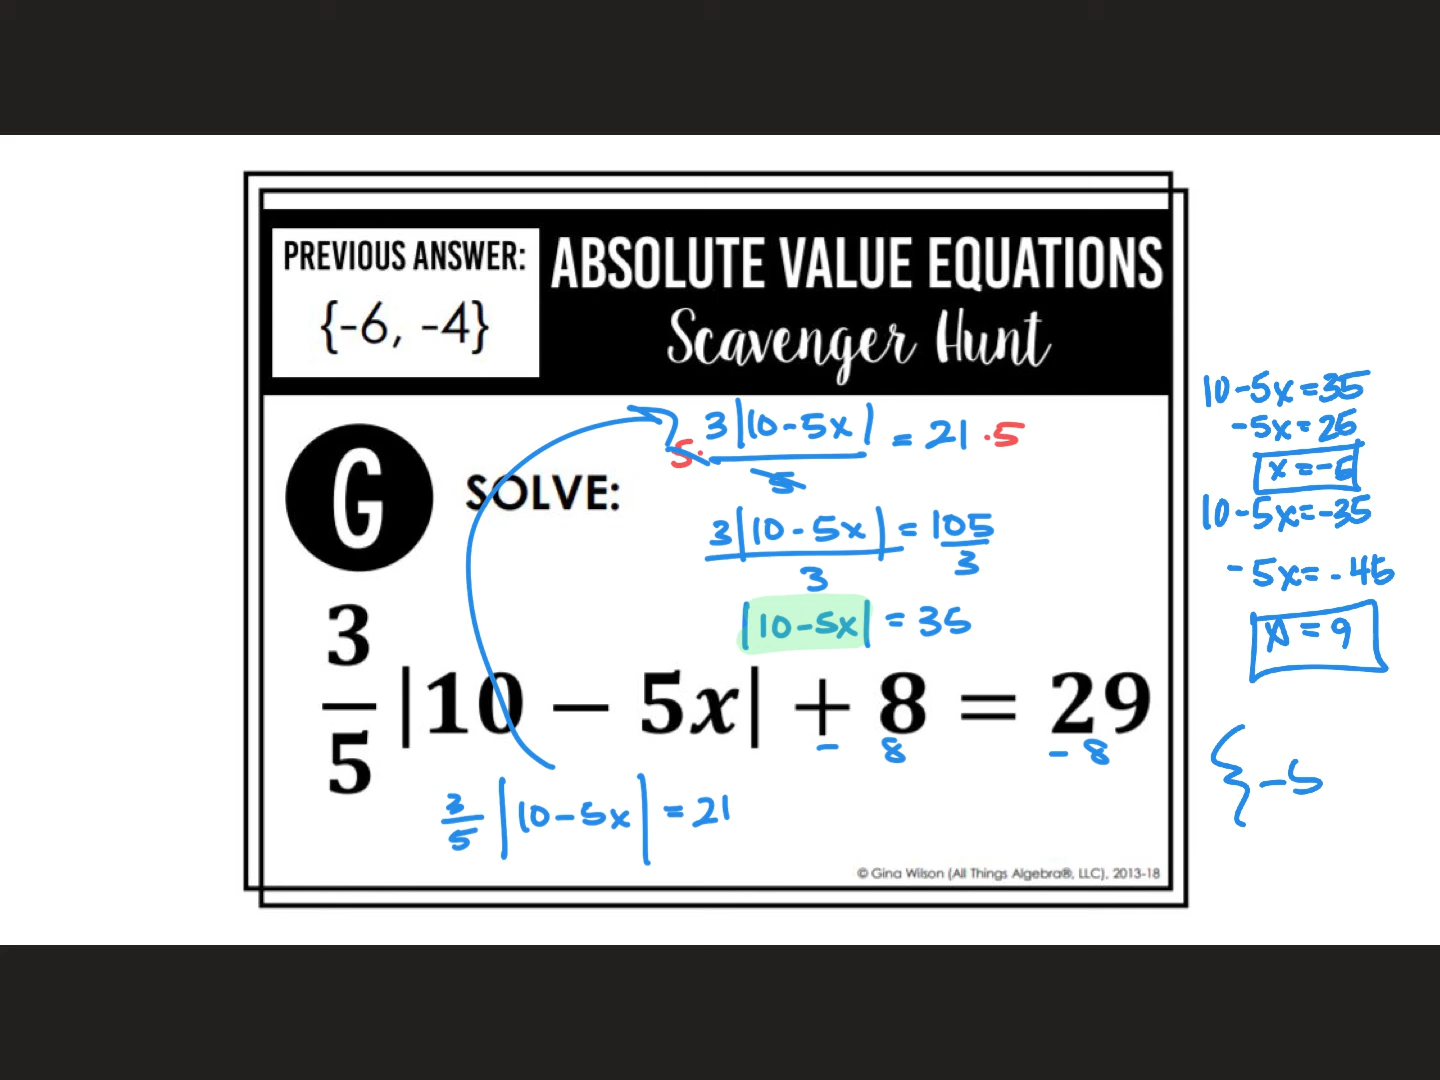 PREVIOUS ANSWER:
{-6, -4}
ABSOLUTE VALUE EQUATIONS
Scavenger Hunt
G
SOLVE:
5· 3|10-5x| / 5 = 21 ·5
3|10-5x| / 3 = 105/3
|10-5x| = 35
3/5 |10 − 5x| + 8 = 29
- 8 - 8
3/5 |10-5x| = 21
© Gina Wilson (All Things Algebra®, LLC), 2013-18
10-5x=35
-5x=25
x=-5
10-5x=-35
-5x=-45
x=9
{-5